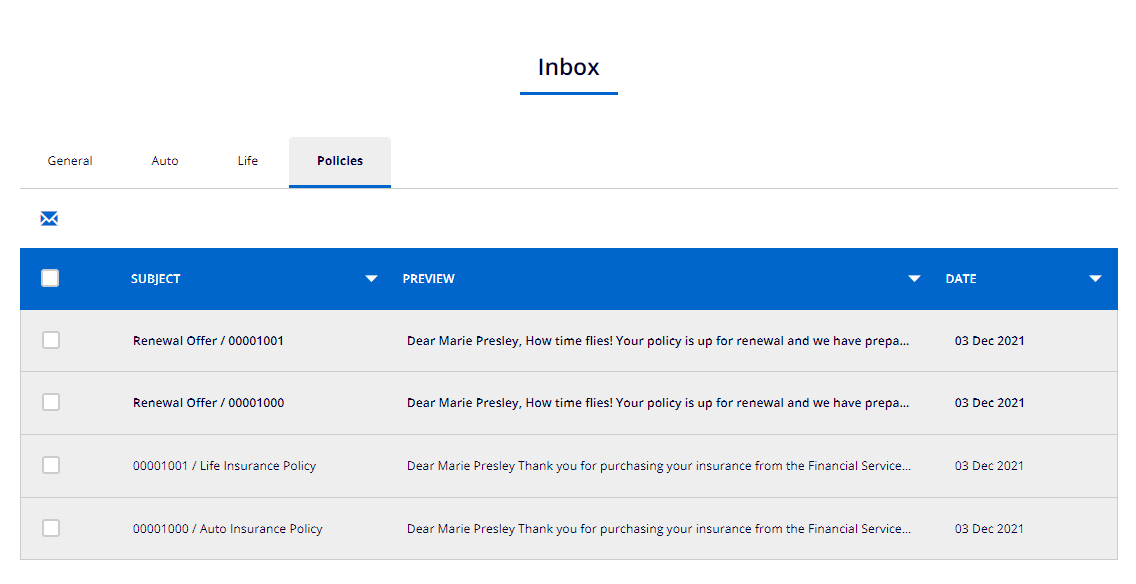 Inbox
General Auto Life Policies
SUBJECT PREVIEW DATE
Renewal Offer / 00001001 Dear Marie Presley, How time flies! Your policy is up for renewal and we have prepa... 03 Dec 2021
Renewal Offer / 00001000 Dear Marie Presley, How time flies! Your policy is up for renewal and we have prepa... 03 Dec 2021
00001001 / Life Insurance Policy Dear Marie Presley Thank you for purchasing your insurance from the Financial Service... 03 Dec 2021
00001000 / Auto Insurance Policy Dear Marie Presley Thank you for purchasing your insurance from the Financial Service... 03 Dec 2021